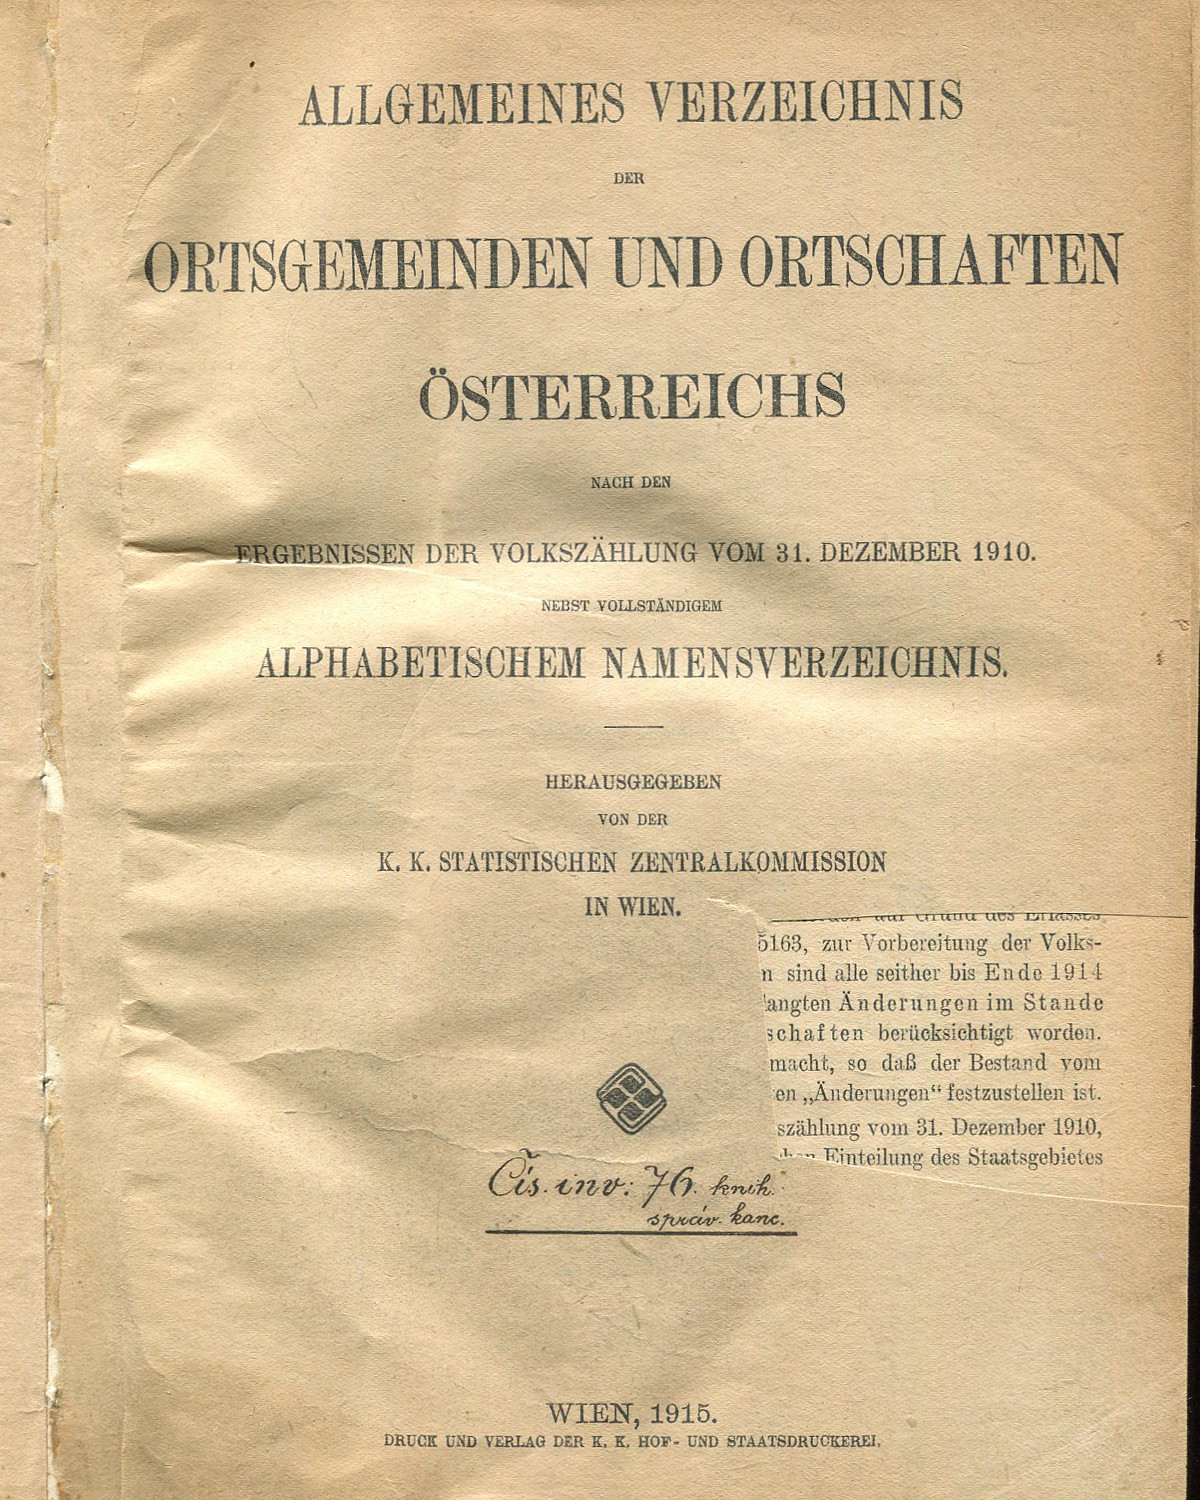 ALLGEMEINES VERZEICHNIS
DER
ORTSGEMEINDEN UND ORTSCHAFTEN
ÖSTERREICHS
NACH DEN
ERGEBNISSEN DER VOLKSZÄHLUNG VOM 31. DEZEMBER 1910.
NEBST VOLLSTÄNDIGEM
ALPHABETISCHEM NAMENSVERZEICHNIS.
HERAUSGEGEBEN
VON DER
K. K. STATISTISCHEN ZENTRALKOMMISSION
IN WIEN.
auf Grund des Erlasses
5163, zur Vorbereitung der Volks-
n sind alle seither bis Ende 1914
langten Änderungen im Stande
schaften berücksichtigt worden.
macht, so daß der Bestand vom
en „Änderungen“ festzustellen ist.
szählung vom 31. Dezember 1910,
Einteilung des Staatsgebietes
Čís. inv: 76. knih.
správ. kanc.
WIEN, 1915.
DRUCK UND VERLAG DER K. K. HOF- UND STAATSDRUCKEREI.